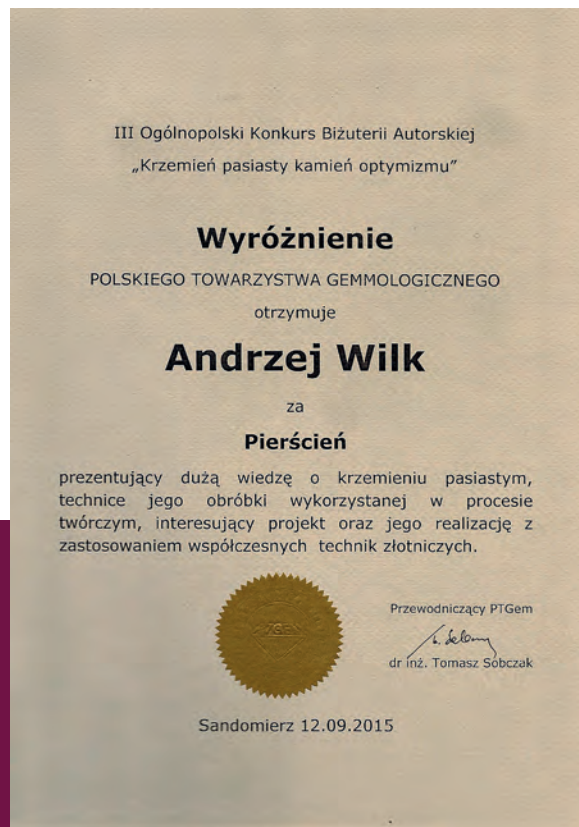 III Ogólnopolski Konkurs Biżuterii Autorskiej
„Krzemień pasiasty kamień optymizmu”
Wyróżnienie
POLSKIEGO TOWARZYSTWA GEMMOLOGICZNEGO
otrzymuje
Andrzej Wilk
za
Pierścień
prezentujący dużą wiedzę o krzemieniu pasiastym,
technice jego obróbki wykorzystanej w procesie
twórczym, interesujący projekt oraz jego realizację z
zastosowaniem współczesnych technik złotniczych.
Przewodniczący PTGem
dr inż. Tomasz Sobczak
Sandomierz 12.09.2015